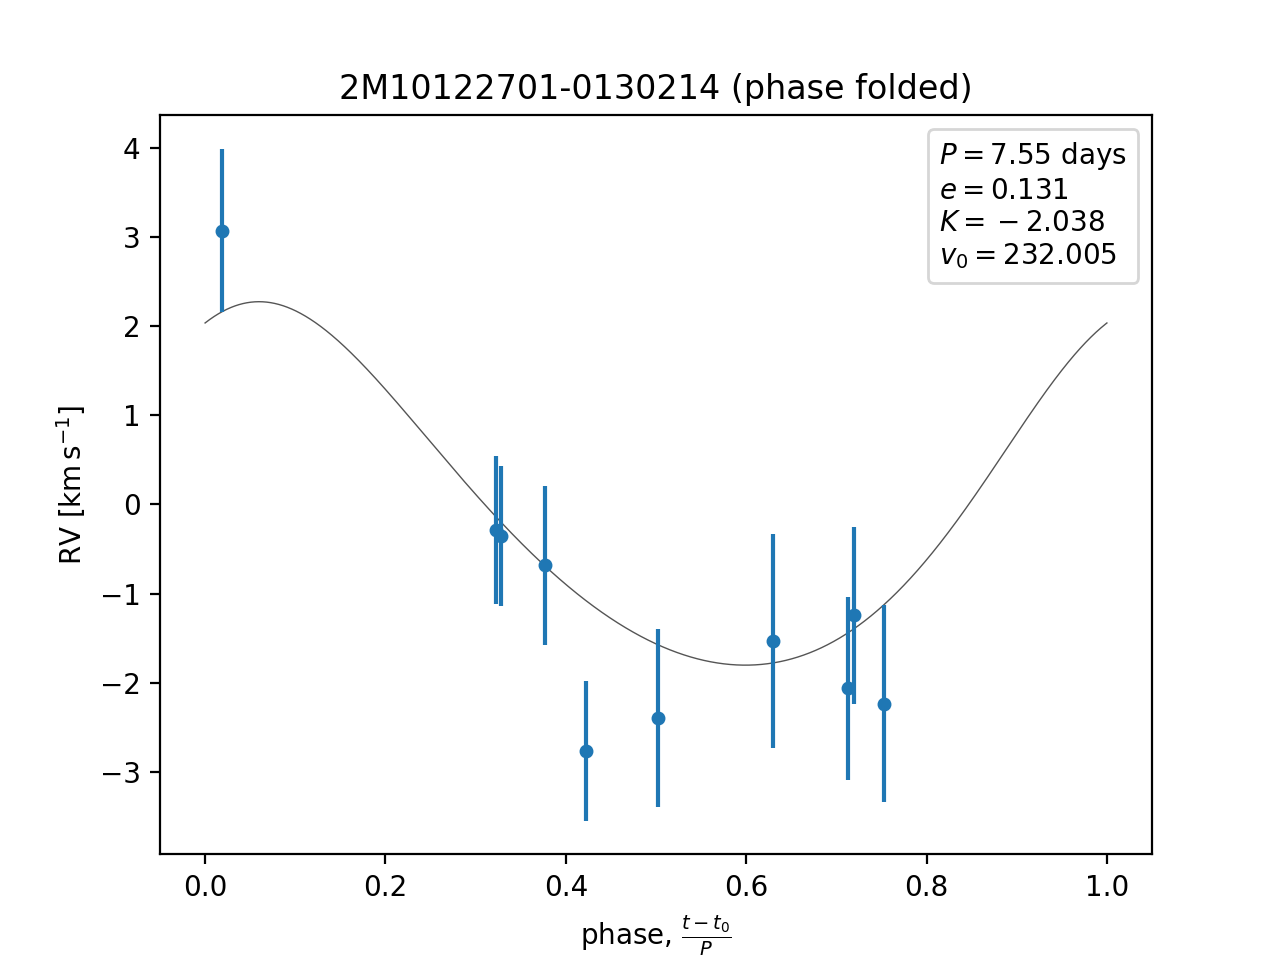 2M10122701-0130214 (phase folded)
P = 7.55 days
e = 0.131
K = −2.038
v₀ = 232.005
4
3
2
1
0
−1
−2
−3
RV [km s⁻¹]
0.0 0.2 0.4 0.6 0.8 1.0
phase, (t − t₀)/P